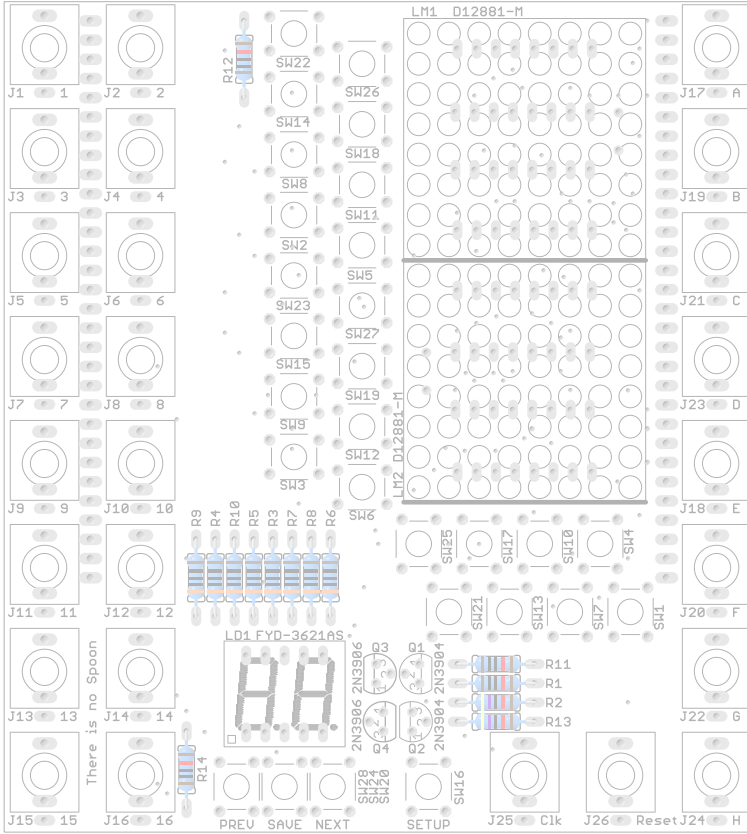 LM1 D12881-M
J1 1 J2 2
R12
SW22
SW26
J17 A
SW14
SW18
J3 3 J4 4
SW8
SW11
J19 B
SW2
SW5
J5 5 J6 6
SW23
SW27
J21 C
SW15
SW19
J7 7 J8 8
SW9
SW12
LM2 D12881-M
J23 D
SW3
SW6
J9 9 J10 10
R9 R4 R10 R5 R3 R7 R8 R6
J18 E
SW25 SW17 SW10 SW4
J11 11 J12 12
SW21 SW13 SW7 SW1
J20 F
LD1 FYD-3621AS
Q3 Q1
2N3906 2N3904
R11
R1
R2
R13
2N3906 2N3904
Q4 Q2
There is no Spoon
J13 13 J14 14
J22 G
R14
SW28
SW24
SW20
SW16
J15 15 J16 16
PREV SAVE NEXT SETUP
J25 Clk J26 Reset J24 H